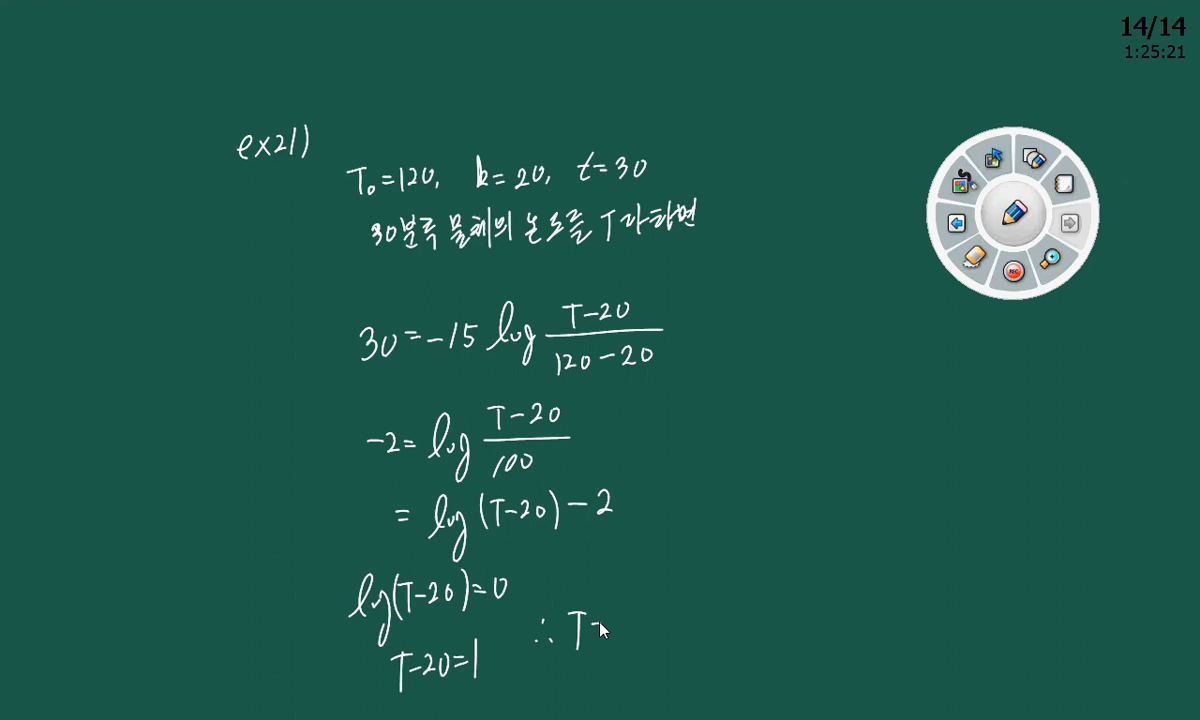 14/14
1:25:21
ex21)
T₀=120, k=20, t=30
30분후 물체의 온도를 T라하면
30=-15 log (T-20)/(120-20)
-2= log (T-20)/100
= log (T-20) -2
log(T-20)=0
T-20=1
∴ T=
REC